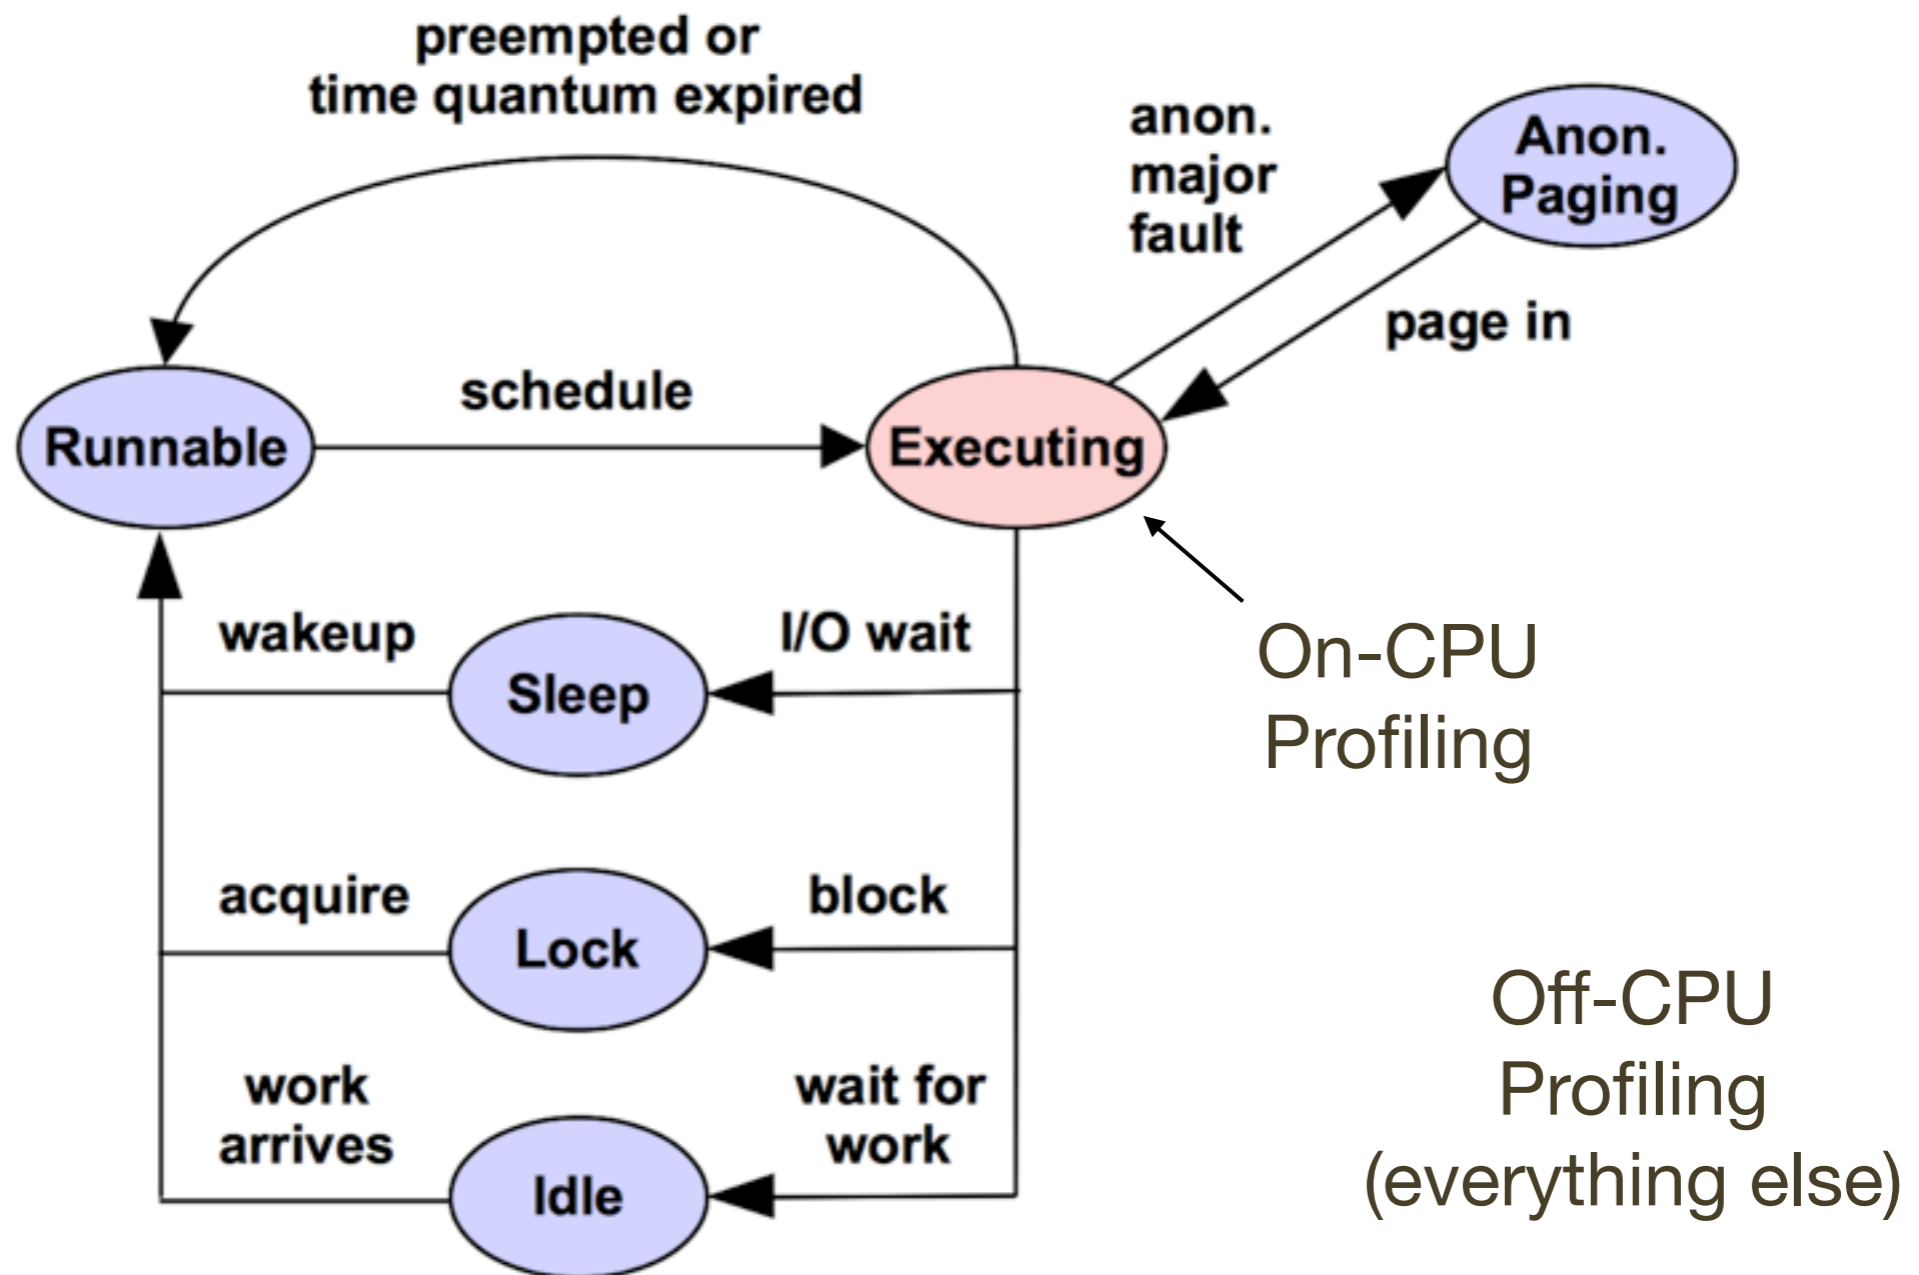 preempted or
time quantum expired
anon.
major
fault
Anon.
Paging
page in
schedule
Runnable
Executing
wakeup
I/O wait
Sleep
On-CPU
Profiling
acquire
block
Lock
Off-CPU
Profiling
(everything else)
work
arrives
wait for
work
Idle